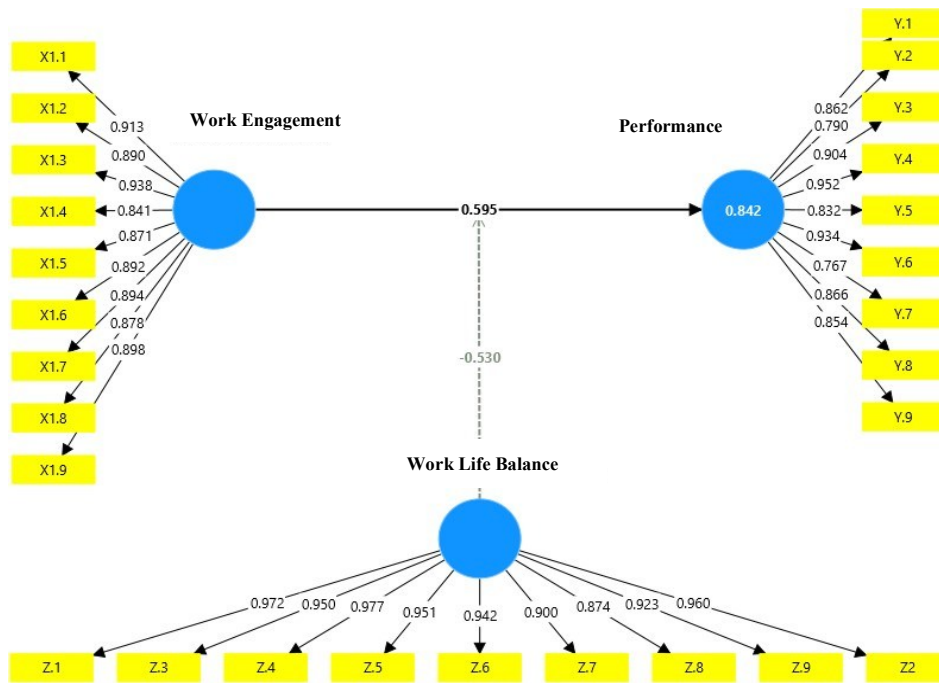 Y.1
X1.1
Y.2
X1.2
0.862
Y.3
0.913
Work Engagement
Performance
0.790
X1.3
0.890
0.904
Y.4
0.938
0.952
X1.4
0.841
0.595
0.842
0.832
Y.5
X1.5
0.871
0.934
Y.6
0.892
0.767
X1.6
0.894
0.866
Y.7
0.878
0.854
X1.7
0.898
-0.530
Y.8
X1.8
Y.9
X1.9
Work Life Balance
0.972
0.950
0.977
0.951
0.942
0.900
0.874
0.923
0.960
Z.1
Z.3
Z.4
Z.5
Z.6
Z.7
Z.8
Z.9
Z2